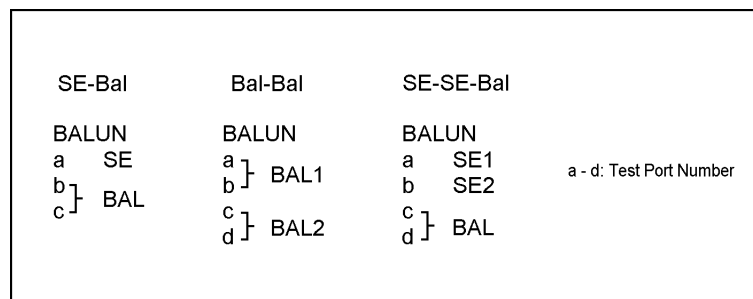 SE-Bal
BALUN
a SE
b
BAL
c
Bal-Bal
BALUN
a
BAL1
b
c
BAL2
d
SE-SE-Bal
BALUN
a SE1
b SE2
c
BAL
d
a - d: Test Port Number